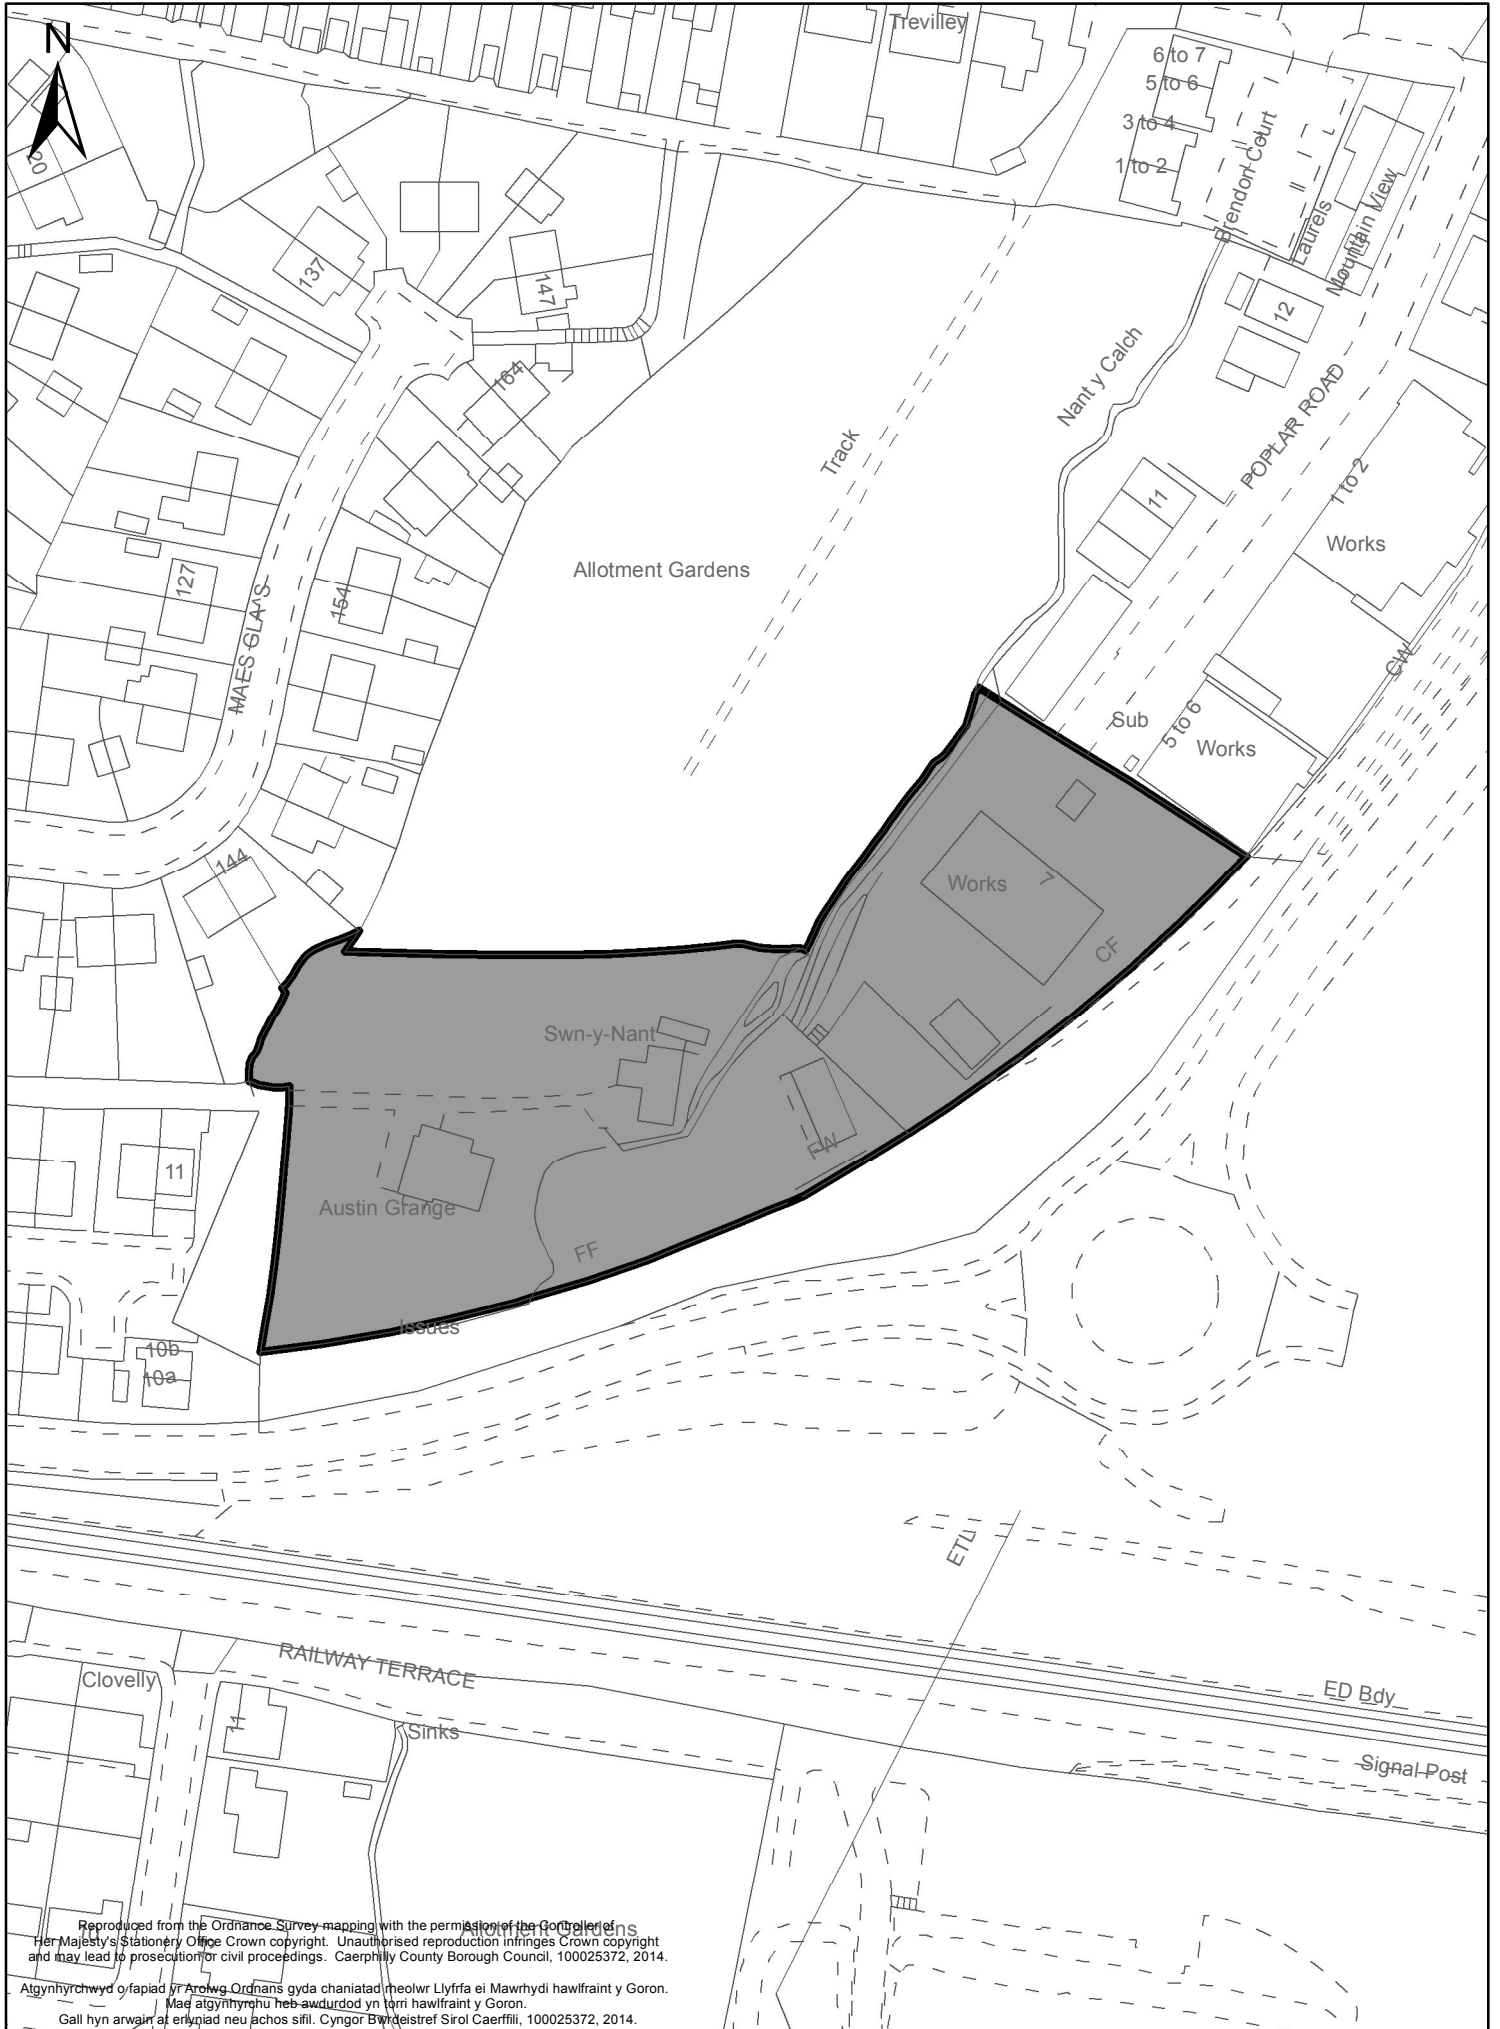 N
Trevilley
6 to 7
5 to 6
3 to 4
1 to 2
Brendon Court
Laurels
Mountain View
20
137
147
12
164
Nant y Calch
POPLAR ROAD
Track
1 to 2
11
Works
Allotment Gardens
127
154
MAES GLA^S
CW
Sub
5 to 6
Works
144
Works
7
CF
Swn-y-Nant
FW
11
Austin Grange
FF
Issues
10b
10a
ETL
RAILWAY TERRACE
Clovelly
ED Bdy
11
Sinks
Signal Post
Allotment Gardens
Reproduced from the Ordnance Survey mapping with the permission of the Controller of
Her Majesty's Stationery Office Crown copyright. Unauthorised reproduction infringes Crown copyright
and may lead to prosecution or civil proceedings. Caerphilly County Borough Council, 100025372, 2014.
Atgynhyrchwyd o fapiad yr Arolwg Ordnans gyda chaniatad rheolwr Llyfrfa ei Mawrhydi hawlfraint y Goron.
Mae atgynhyrchu heb awdurdod yn torri hawlfraint y Goron.
Gall hyn arwain at erlyniad neu achos sifil. Cyngor Bwrdeistref Sirol Caerffili, 100025372, 2014.